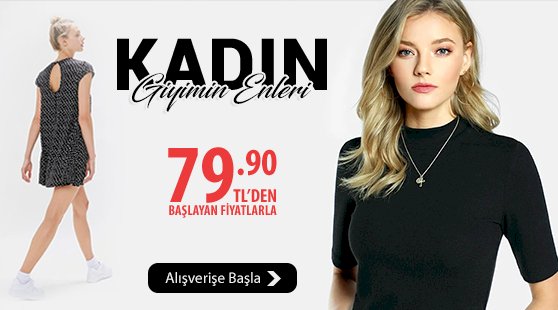 KADIN
Giyimin Enleri
79.90
TL'DEN
BAŞLAYAN FİYATLARLA
Alışverişe Başla